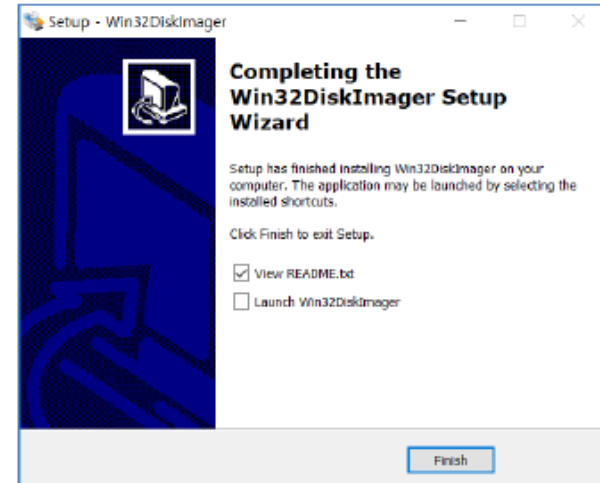 Setup - Win32DiskImager
Completing the
Win32DiskImager Setup
Wizard
Setup has finished installing Win32DiskImager on your
computer. The application may be launched by selecting the
installed shortcuts.
Click Finish to exit Setup.
View README.txt
Launch Win32DiskImager
Finish